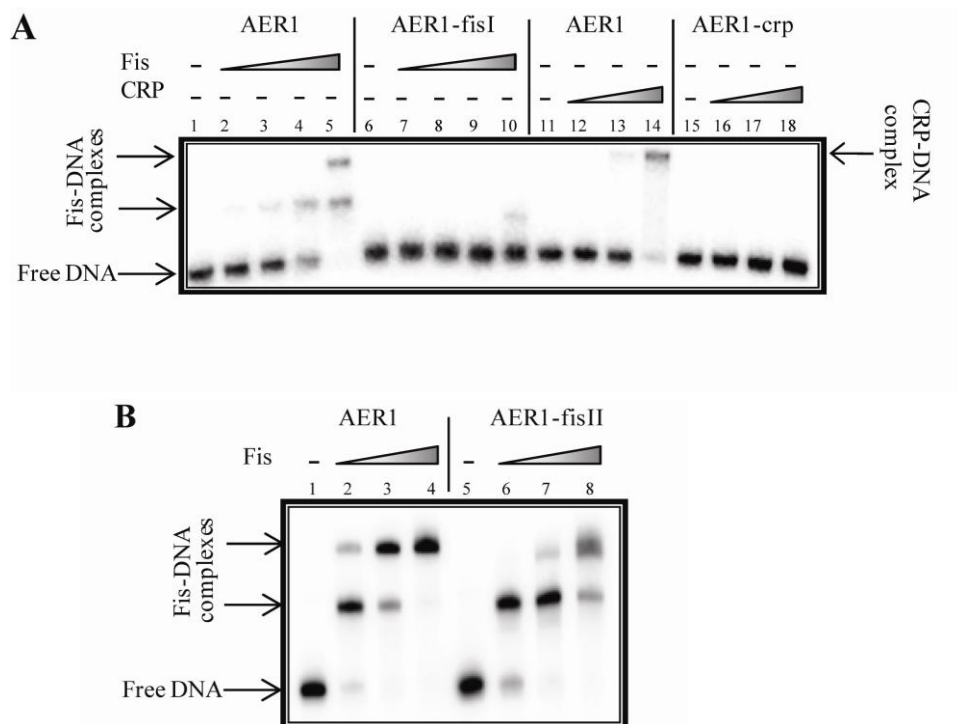 A
AER1 AER1-fisI AER1 AER1-crp
Fis - - - - - - - - - -
CRP - - - - - - - - - - - -
1 2 3 4 5 6 7 8 9 10 11 12 13 14 15 16 17 18
Fis-DNA
complexes
CRP-DNA
complex
Free DNA
B
AER1 AER1-fisII
Fis - -
1 2 3 4 5 6 7 8
Fis-DNA
complexes
Free DNA